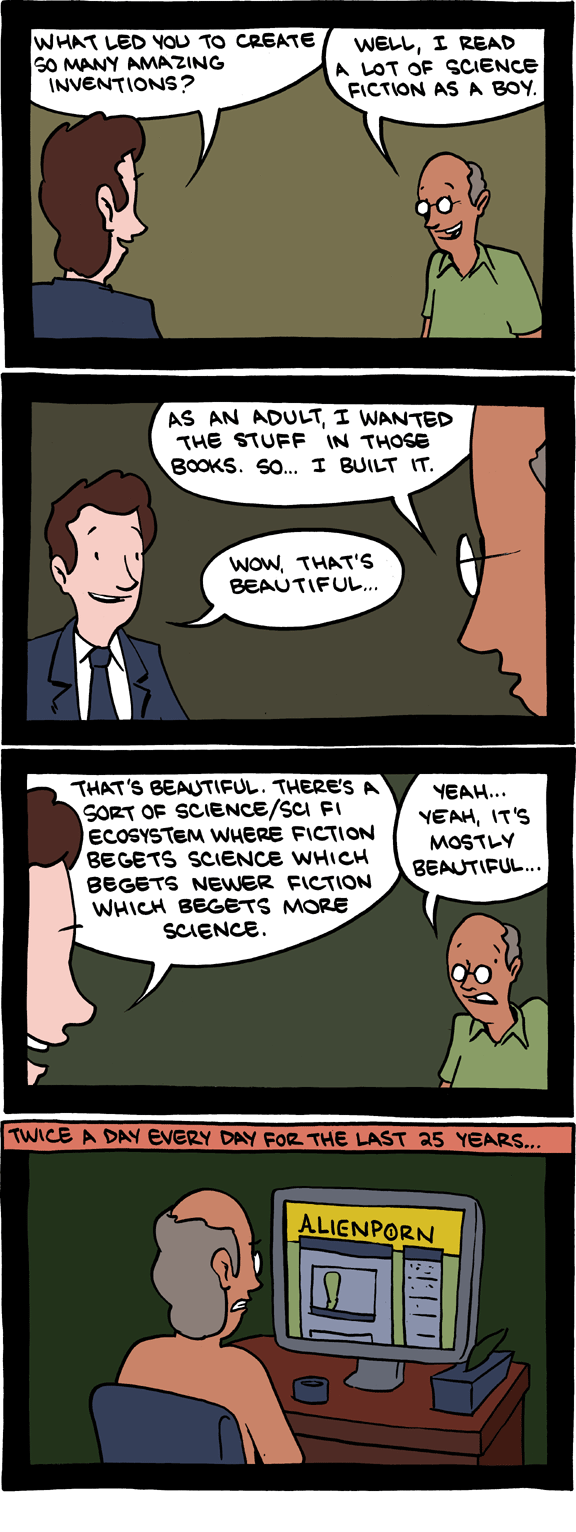 WHAT LED YOU TO CREATE
SO MANY AMAZING
INVENTIONS?
WELL, I READ
A LOT OF SCIENCE
FICTION AS A BOY.
AS AN ADULT, I WANTED
THE STUFF IN THOSE
BOOKS. SO... I BUILT IT.
WOW, THAT'S
BEAUTIFUL...
THAT'S BEAUTIFUL. THERE'S A
SORT OF SCIENCE/SCI FI
ECOSYSTEM WHERE FICTION
BEGETS SCIENCE WHICH
BEGETS NEWER FICTION
WHICH BEGETS MORE
SCIENCE.
YEAH...
YEAH, IT'S
MOSTLY
BEAUTIFUL...
TWICE A DAY EVERY DAY FOR THE LAST 25 YEARS...
ALIENPORN